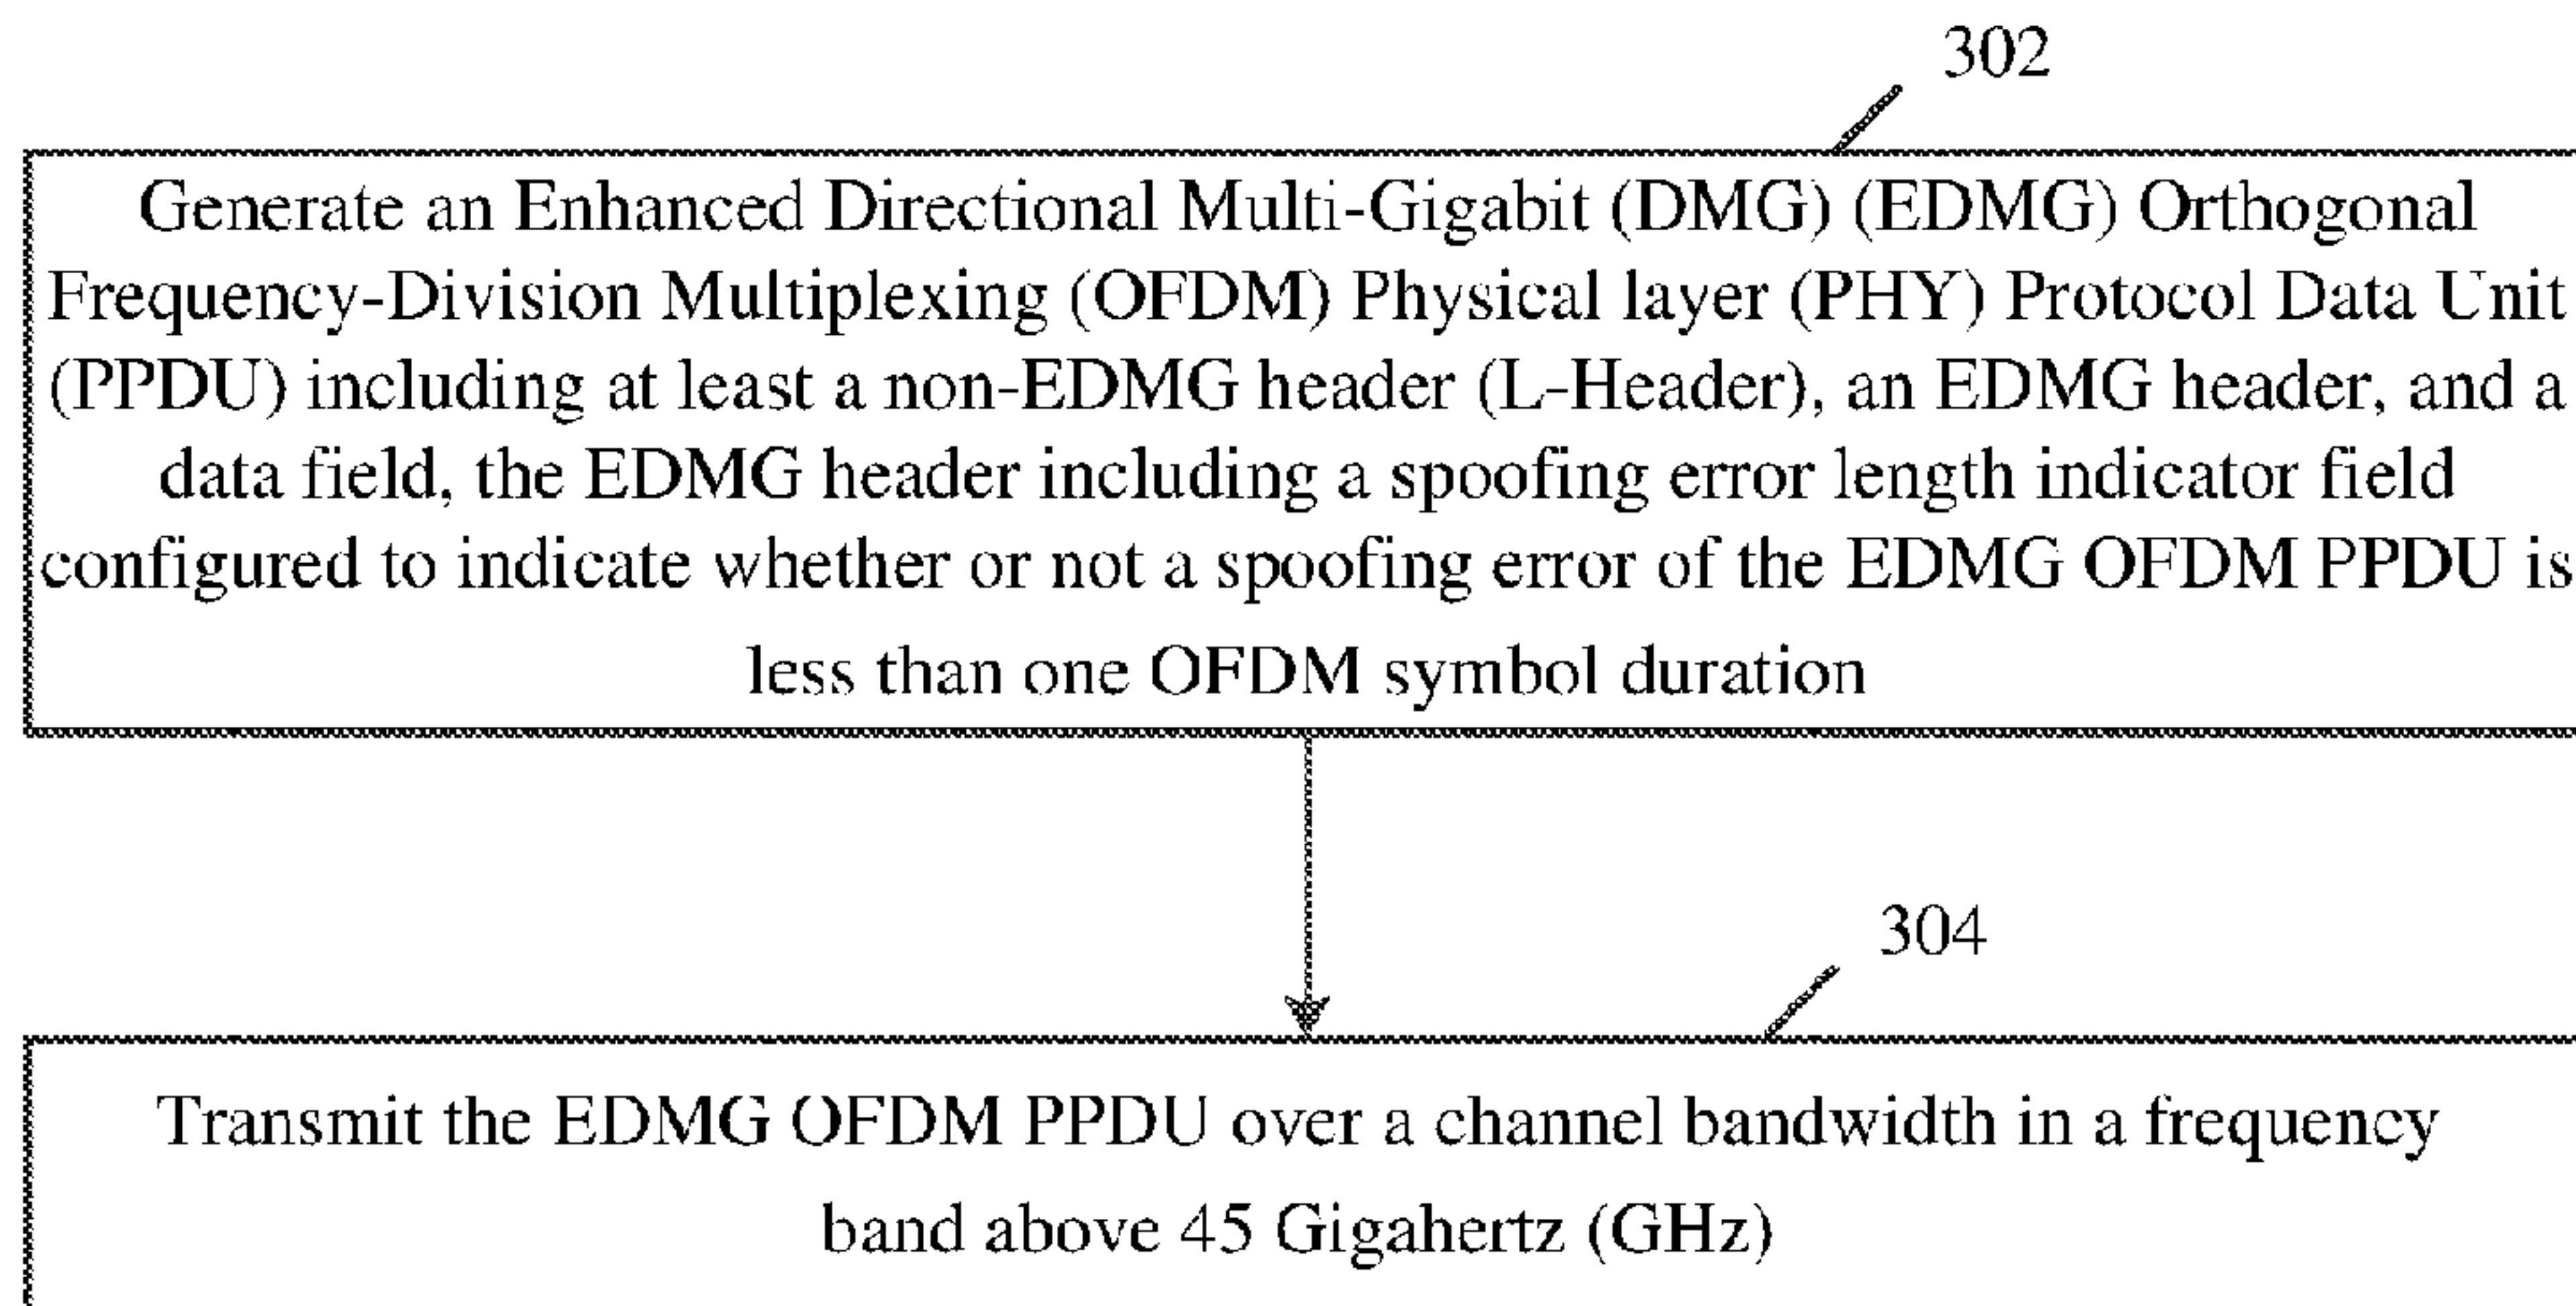 302
Generate an Enhanced Directional Multi-Gigabit (DMG) (EDMG) Orthogonal
Frequency-Division Multiplexing (OFDM) Physical layer (PHY) Protocol Data Unit
(PPDU) including at least a non-EDMG header (L-Header), an EDMG header, and a
data field, the EDMG header including a spoofing error length indicator field
configured to indicate whether or not a spoofing error of the EDMG OFDM PPDU is
less than one OFDM symbol duration
304
Transmit the EDMG OFDM PPDU over a channel bandwidth in a frequency
band above 45 Gigahertz (GHz)